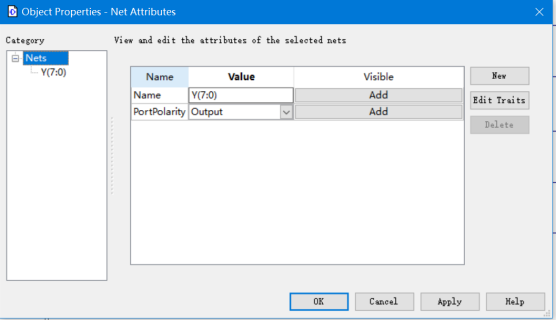 Object Properties - Net Attributes
Category
View and edit the attributes of the selected nets
Nets
Y(7:0)
Name Value Visible
Name Y(7:0) Add
PortPolarity Output Add
New
Edit Traits
Delete
OK Cancel Apply Help